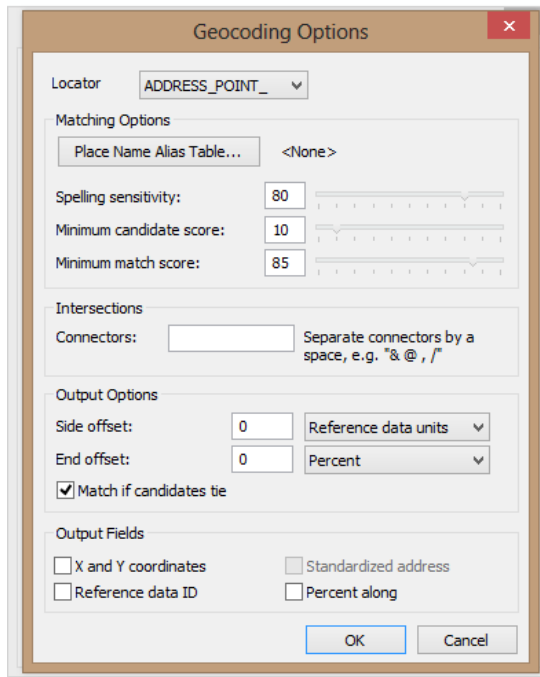 Geocoding Options
Locator ADDRESS_POINT_
Matching Options
Place Name Alias Table... <None>
Spelling sensitivity: 80
Minimum candidate score: 10
Minimum match score: 85
Intersections
Connectors: Separate connectors by a
space, e.g. "& @ , /"
Output Options
Side offset: 0 Reference data units
End offset: 0 Percent
Match if candidates tie
Output Fields
X and Y coordinates Standardized address
Reference data ID Percent along
OK Cancel